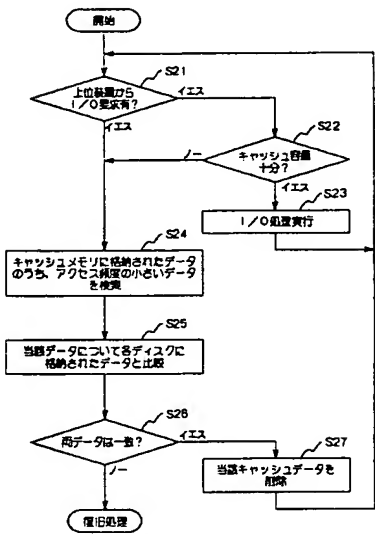 開始
S21
上位装置から
I/O要求有?
イエス
イエス
S22
キャッシュ容量
十分?
ノー
イエス
S23
I/O処理実行
S24
キャッシュメモリに格納されたデータ
のうち、アクセス頻度の小さいデータ
を検索
S25
当該データについて各ディスクに
格納されたデータと比較
S26
両データは一致?
イエス
ノー
S27
当該キャッシュデータを
削除
復旧処理